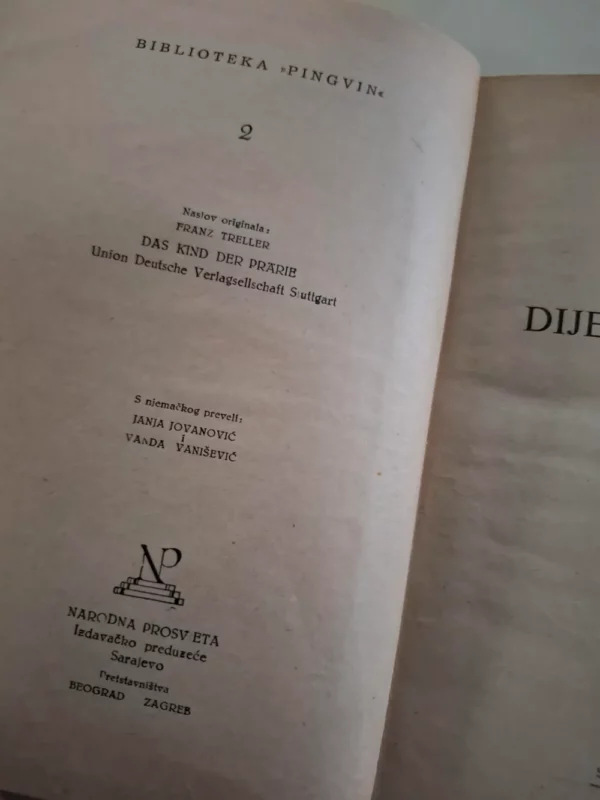 BIBLIOTEKA »PINGVIN«
2
Naslov originala:
FRANZ TRELLER
DAS KIND DER PRÄRIE
Union Deutsche Verlagsellschaft Stuttgart
S njemačkog preveli:
JANJA JOVANOVIĆ
i
VANDA VANIŠEVIĆ
NP
NARODNA PROSVJETA
Izdavačko preduzeće
Sarajevo
Pretstavništva
BEOGRAD ZAGREB
DIJE